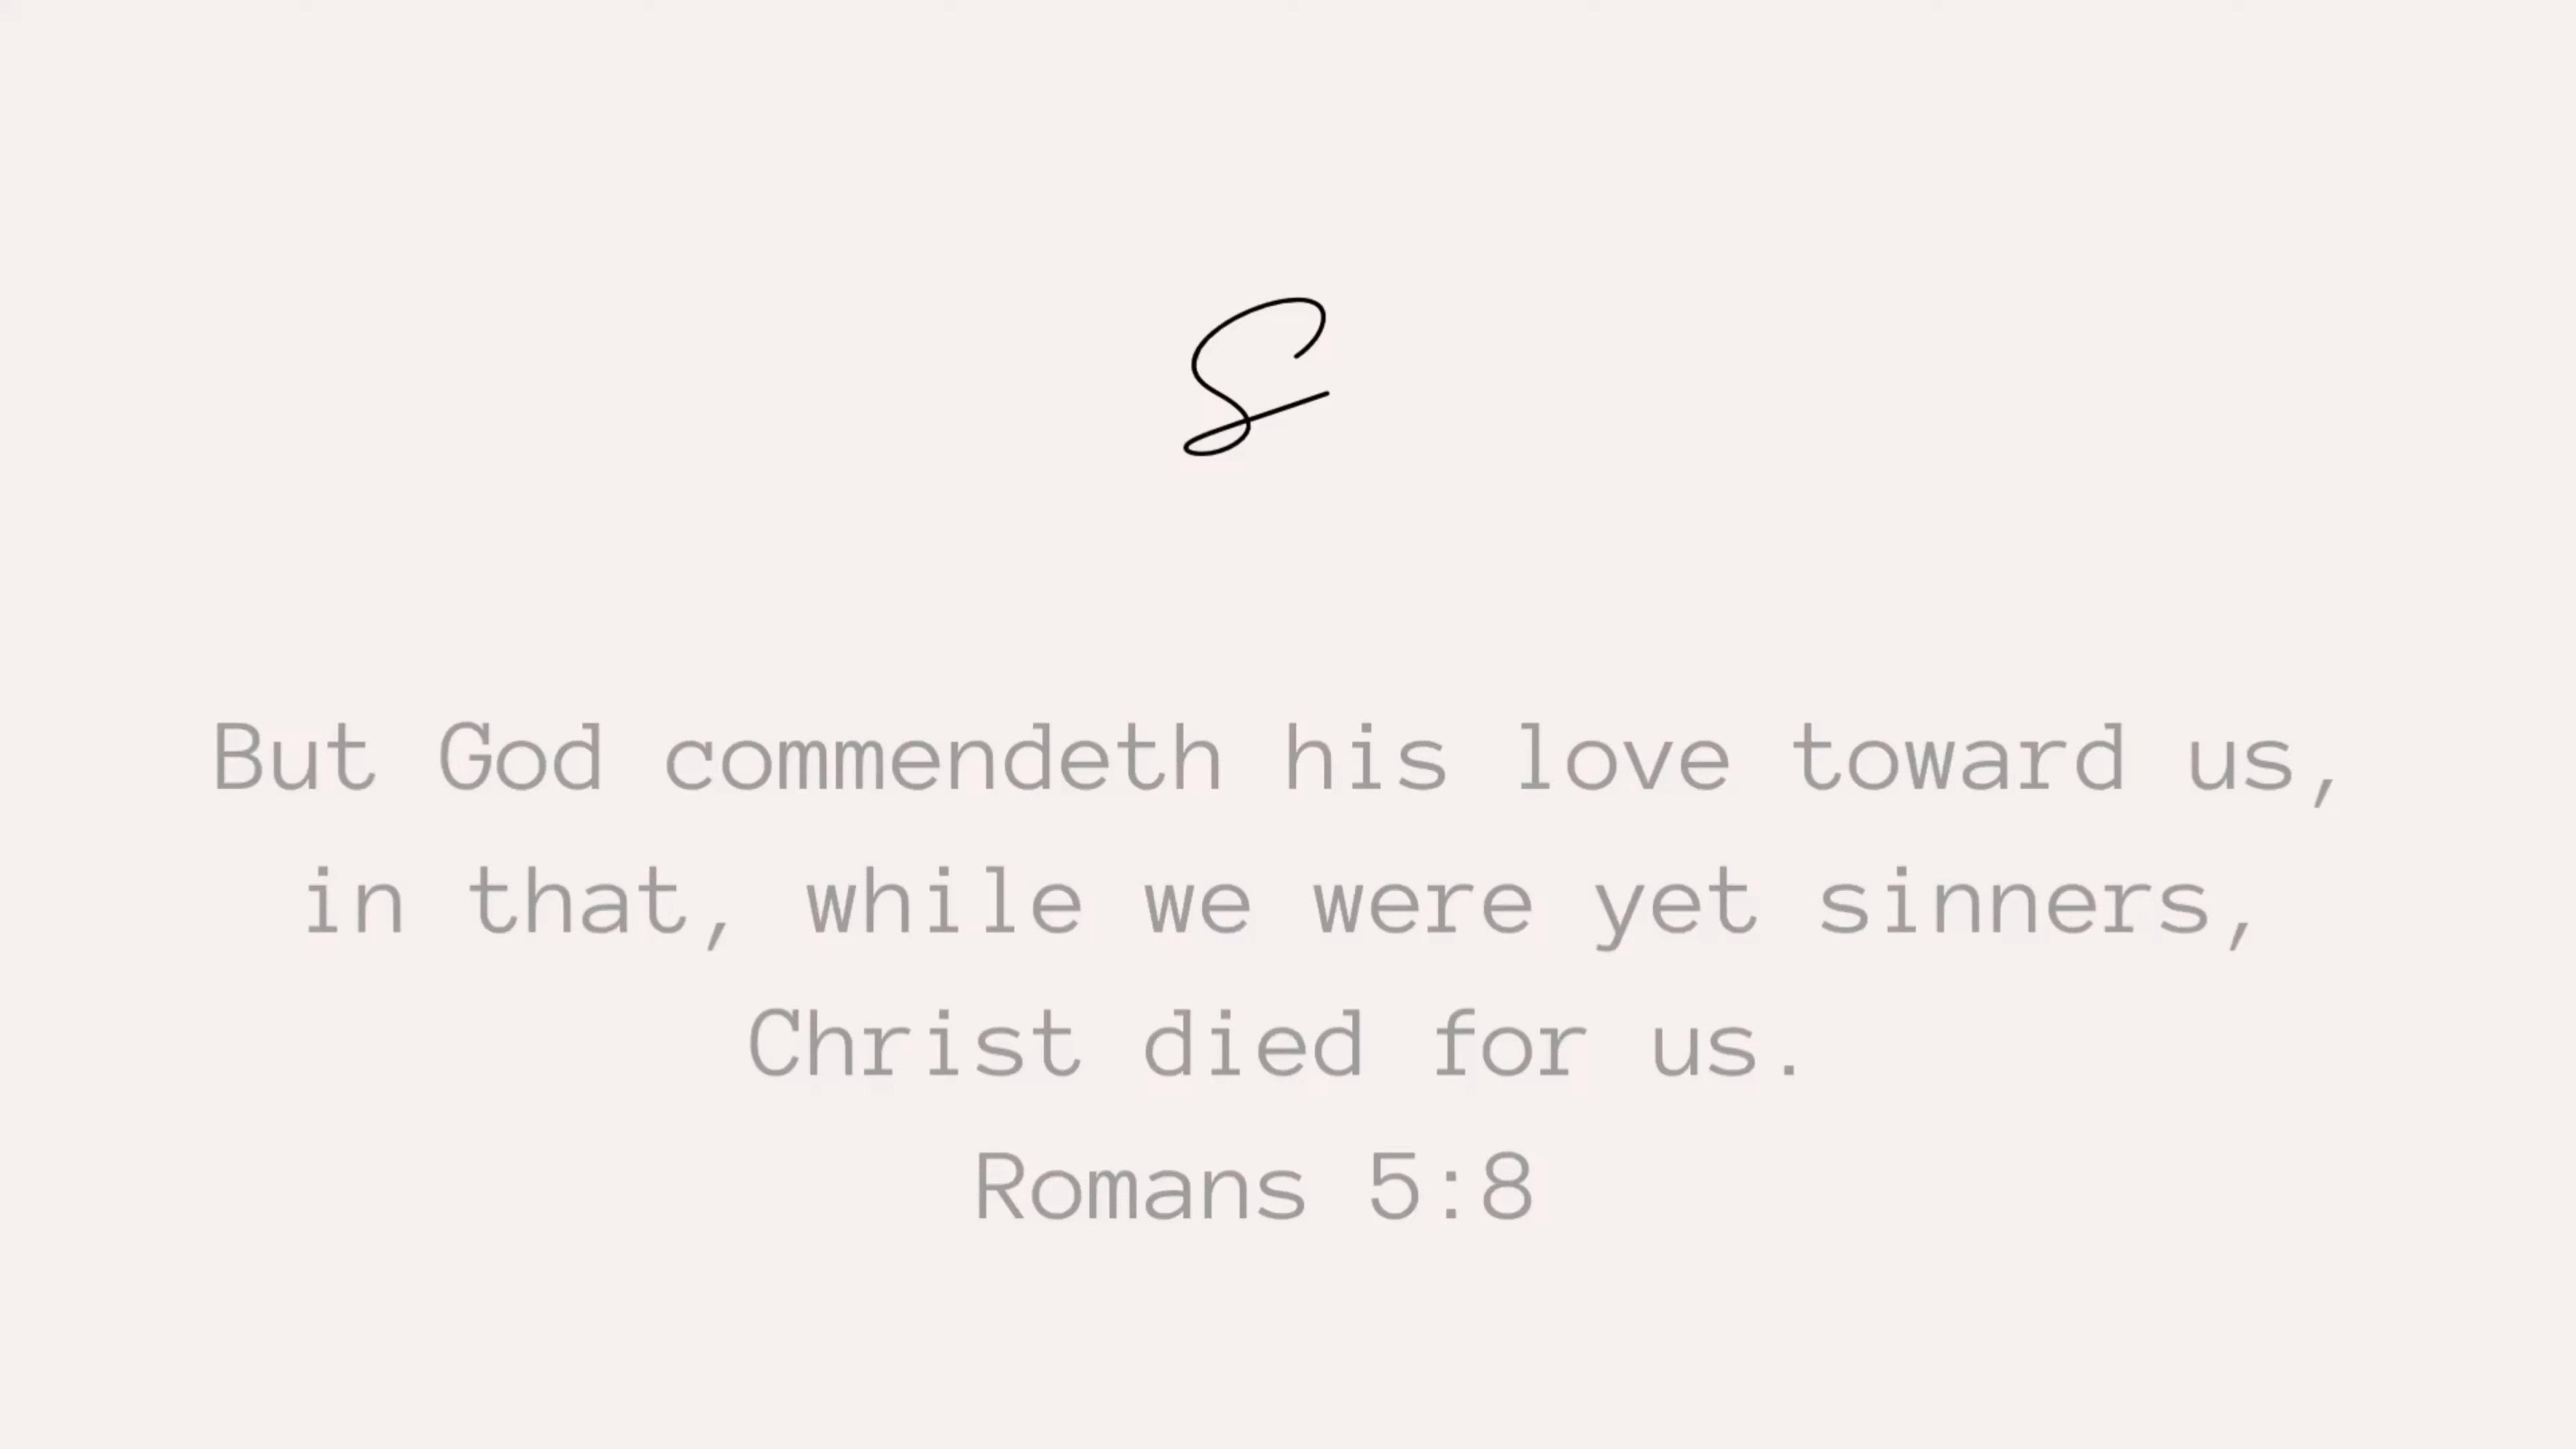 S
But God commendeth his love toward us,
in that, while we were yet sinners,
Christ died for us.
Romans 5:8